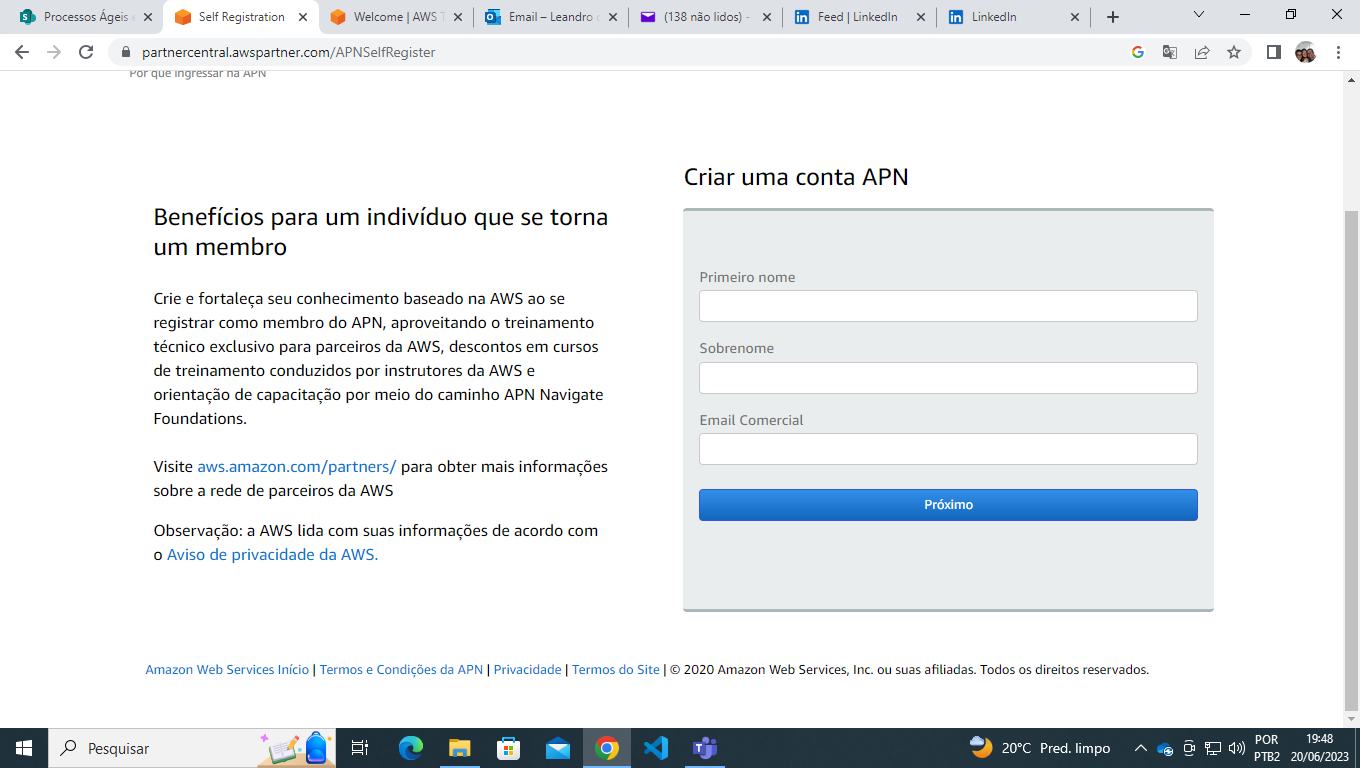 Processos Ágeis
Self Registration
Welcome | AWS T
Email – Leandro
(138 não lidos) -
Feed | LinkedIn
LinkedIn
partnercentral.awspartner.com/APNSelfRegister
Por que ingressar na APN
Criar uma conta APN
Benefícios para um indivíduo que se torna
um membro
Crie e fortaleça seu conhecimento baseado na AWS ao se
registrar como membro do APN, aproveitando o treinamento
técnico exclusivo para parceiros da AWS, descontos em cursos
de treinamento conduzidos por instrutores da AWS e
orientação de capacitação por meio do caminho APN Navigate
Foundations.
Visite aws.amazon.com/partners/ para obter mais informações
sobre a rede de parceiros da AWS
Observação: a AWS lida com suas informações de acordo com
o Aviso de privacidade da AWS.
Primeiro nome
Sobrenome
Email Comercial
Próximo
Amazon Web Services Início | Termos e Condições da APN | Privacidade | Termos do Site | © 2020 Amazon Web Services, Inc. ou suas afiliadas. Todos os direitos reservados.
Pesquisar
20°C Pred. limpo
POR
PTB2
19:48
20/06/2023